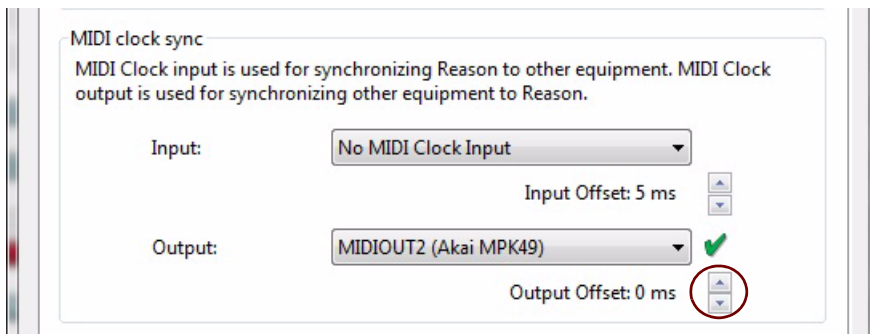 MIDI clock sync
MIDI Clock input is used for synchronizing Reason to other equipment. MIDI Clock
output is used for synchronizing other equipment to Reason.
Input: No MIDI Clock Input
Input Offset: 5 ms
Output: MIDIOUT2 (Akai MPK49)
Output Offset: 0 ms